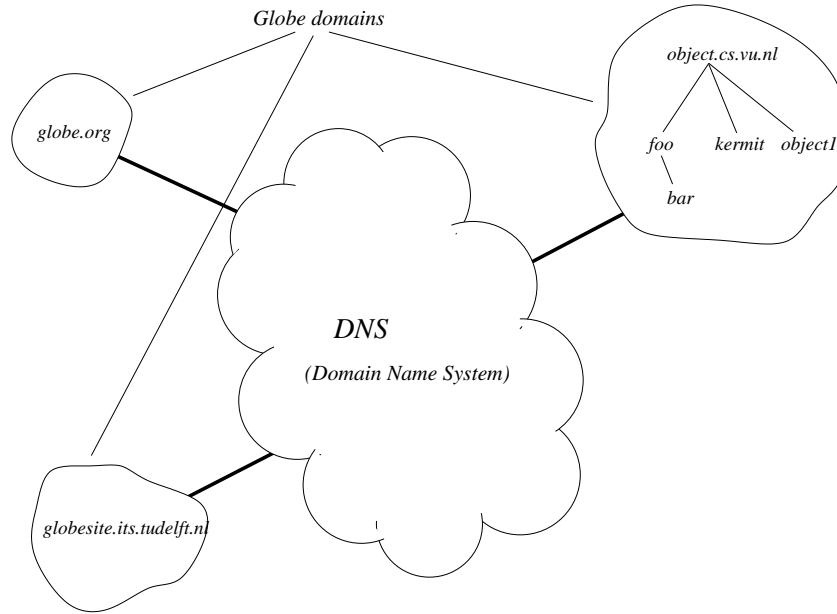 Globe domains
object.cs.vu.nl
globe.org
foo kermit object1
bar
DNS
(Domain Name System)
globesite.its.tudelft.nl